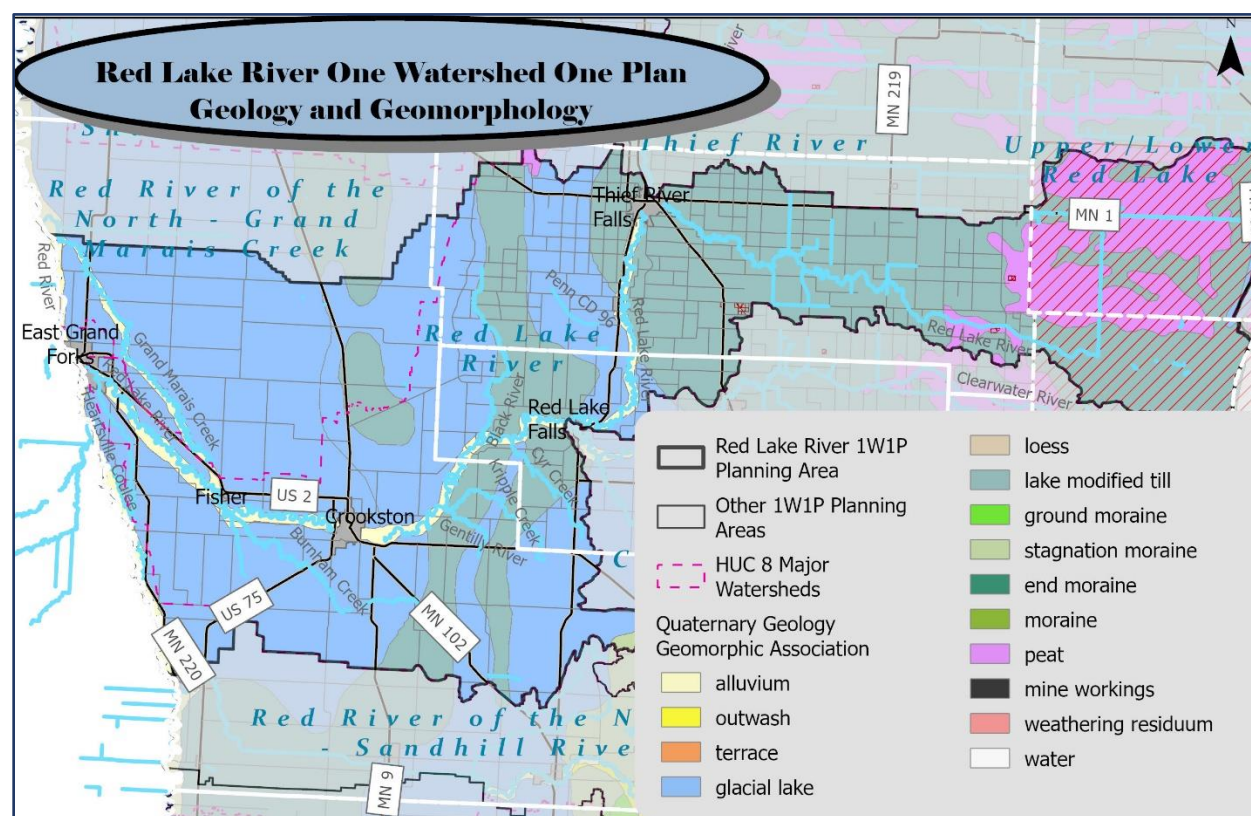 Red Lake River One Watershed One Plan
Geology and Geomorphology
N
MN 219
Thief River
Upper/Lower
Red Lake
Red River of the
North - Grand
Marais Creek
Thief River
Falls
MN 1
Red River
Penn CD 96
Red Lake River
East Grand
Forks
Grand Marais Creek
Red Lake
River
Red Lake River
Clearwater River
Red Lake River
Heartsville Coulee
Black River
Red Lake
Falls
Cyr Creek
Kripple Creek
Fisher
US 2
Crookston
Gentilly River
Burnham Creek
C
US 75
MN 102
MN 220
Red River of the N
- Sandhill Rive
MN 9
Red Lake River 1W1P
Planning Area
Other 1W1P Planning
Areas
HUC 8 Major
Watersheds
Quaternary Geology
Geomorphic Association
alluvium
outwash
terrace
glacial lake
loess
lake modified till
ground moraine
stagnation moraine
end moraine
moraine
peat
mine workings
weathering residuum
water